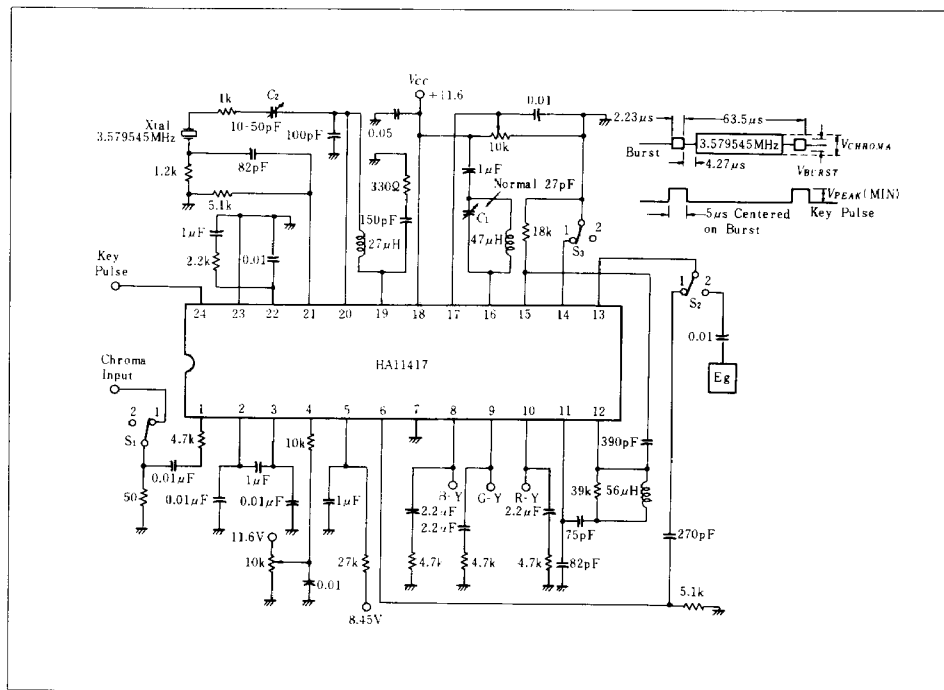 Vcc
+11.6
1k
C2
10-50pF
Xtal
3.579545MHz
100pF
0.05
0.01
10k
82pF
1.2k
5.1k
330Ω
1μF
Normal 27pF
C1
150pF
27μH
47μH
18k
1
2
S3
1μF
2.2k
0.01
Key
Pulse
2.23μs
63.5μs
Burst
3.579545MHz
VCHROMA
VBURST
4.27μs
VPEAK(MIN)
5μs Centered
on Burst
Key Pulse
1
2
S2
0.01
Eg
24 23 22 21 20 19 18 17 16 15 14 13
HA11417
1 2 3 4 5 6 7 8 9 10 11 12
Chroma
Input
2
1
S1
4.7k
0.01μF
50
0.01μF
1μF
0.01μF
10k
11.6V
10k
0.01
1μF
27k
8.45V
B-Y
G-Y
R-Y
2.2μF
2.2μF
2.2μF
4.7k
4.7k
4.7k
75pF
82pF
39k
56μH
390pF
270pF
5.1k